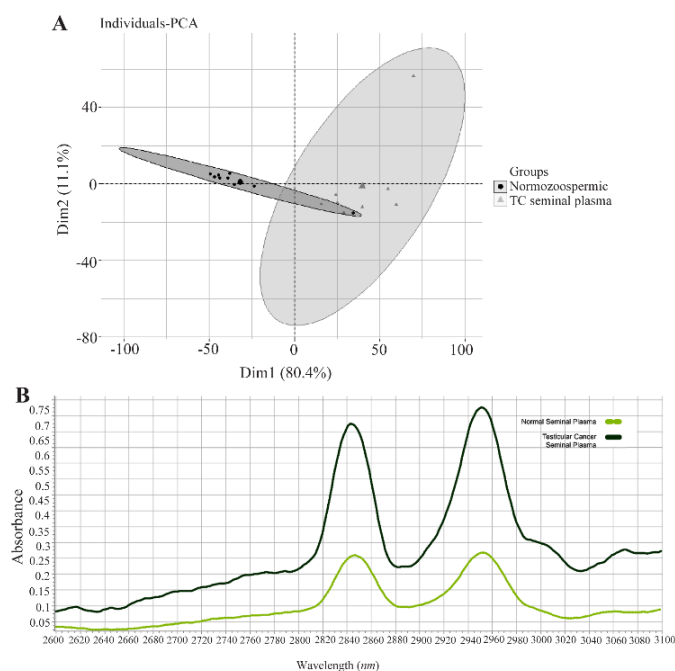 A
Individuals-PCA
40
0
-40
-80
Dim2 (11.1%)
-100
-50
0
50
100
Dim1 (80.4%)
Groups
Normozoospermic
TC seminal plasma
B
0.75
0.7
0.65
0.6
0.55
0.5
0.45
0.4
0.35
0.3
0.25
0.2
0.15
0.1
0.05
Absorbance
Normal Seminal Plasma
Testicular Cancer
Seminal Plasma
2600 2620 2640 2660 2680 2700 2720 2740 2760 2780 2800 2820 2840 2860 2880 2900 2920 2940 2960 2980 3000 3020 3040 3060 3080 3100
Wavelength (nm)